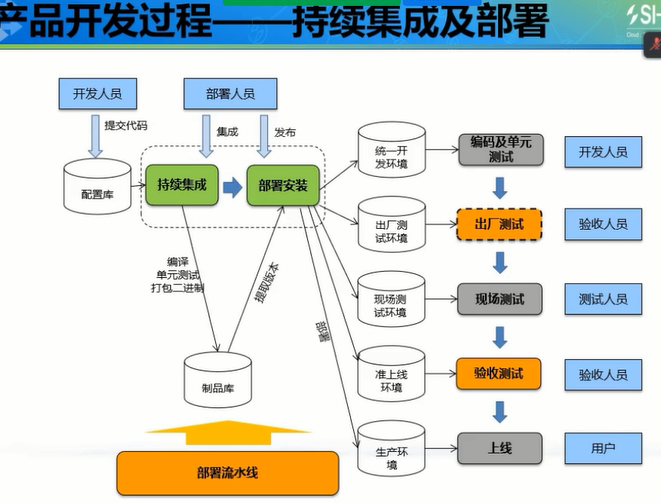 产品开发过程——持续集成及部署
开发人员
部署人员
提交代码
集成
发布
配置库
持续集成
部署安装
编译
单元测试
打包二进制
提取版本
部署
制品库
部署流水线
统一开
发环境
编码及单元
测试
开发人员
出厂测
试环境
出厂测试
验收人员
现场测
试环境
现场测试
测试人员
准上线
环境
验收测试
验收人员
生产环
境
上线
用户